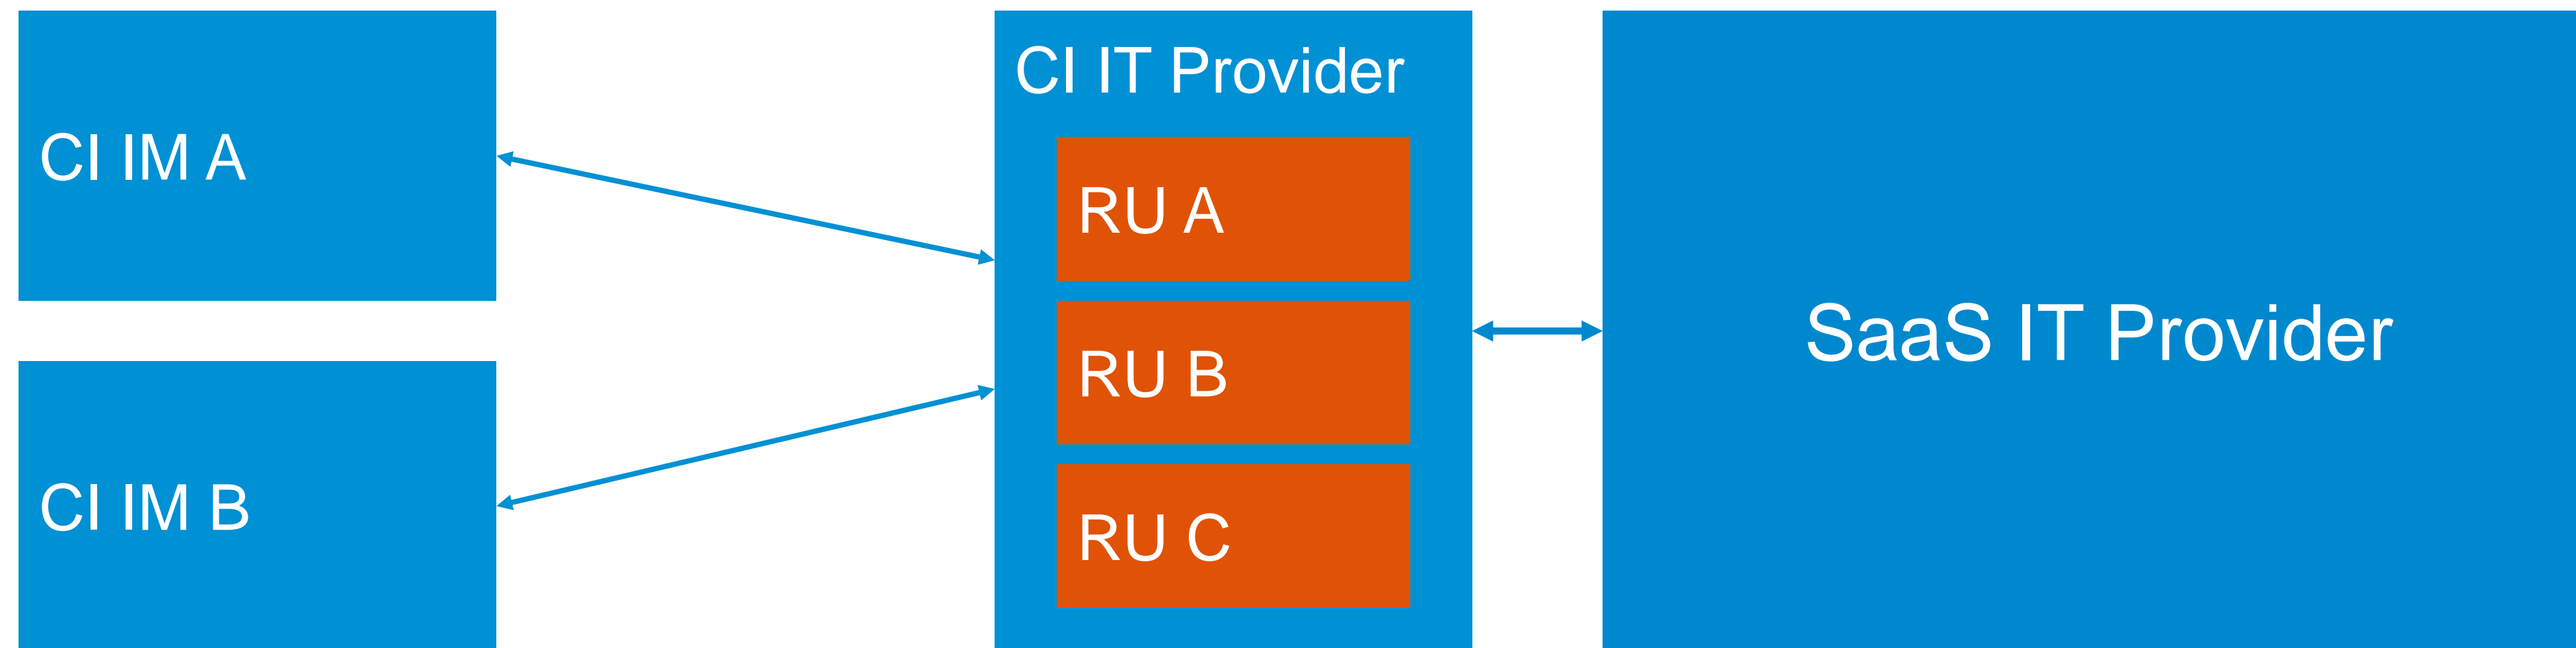 CI IM A
CI IM B
CI IT Provider
RU A
RU B
RU C
SaaS IT Provider